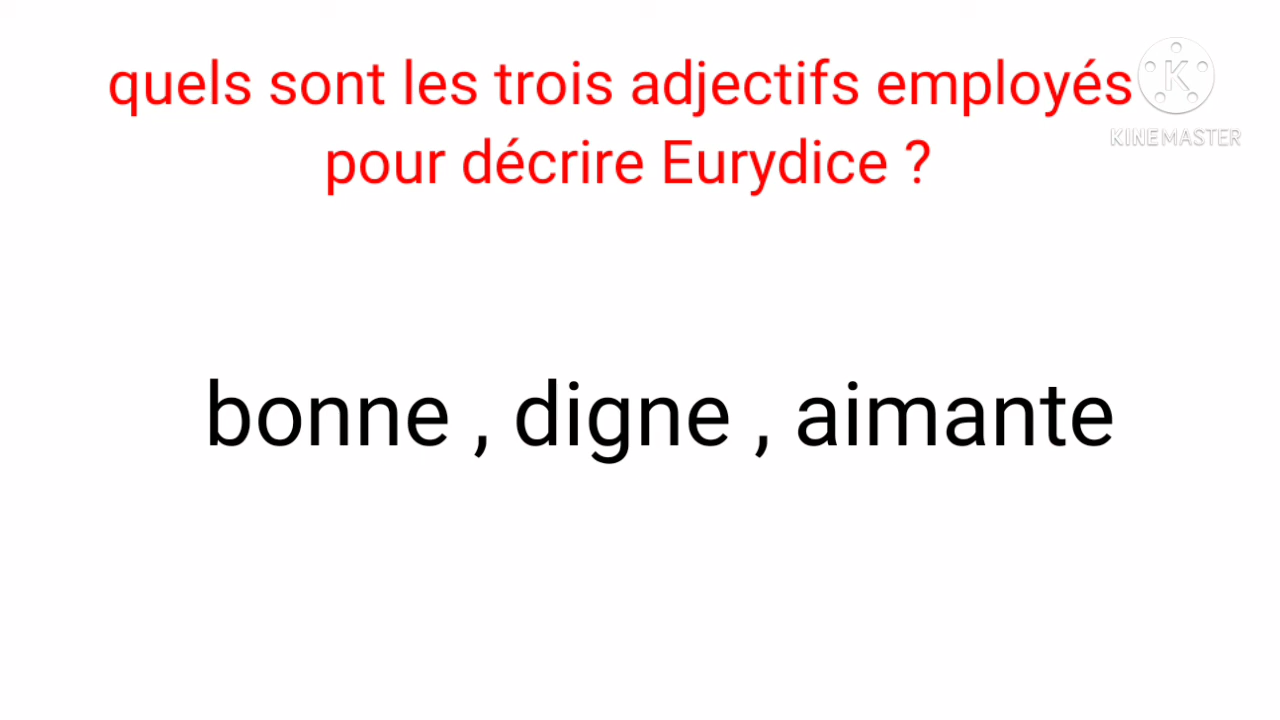 quels sont les trois adjectifs employés
pour décrire Eurydice ?
KINEMASTER
bonne , digne , aimante